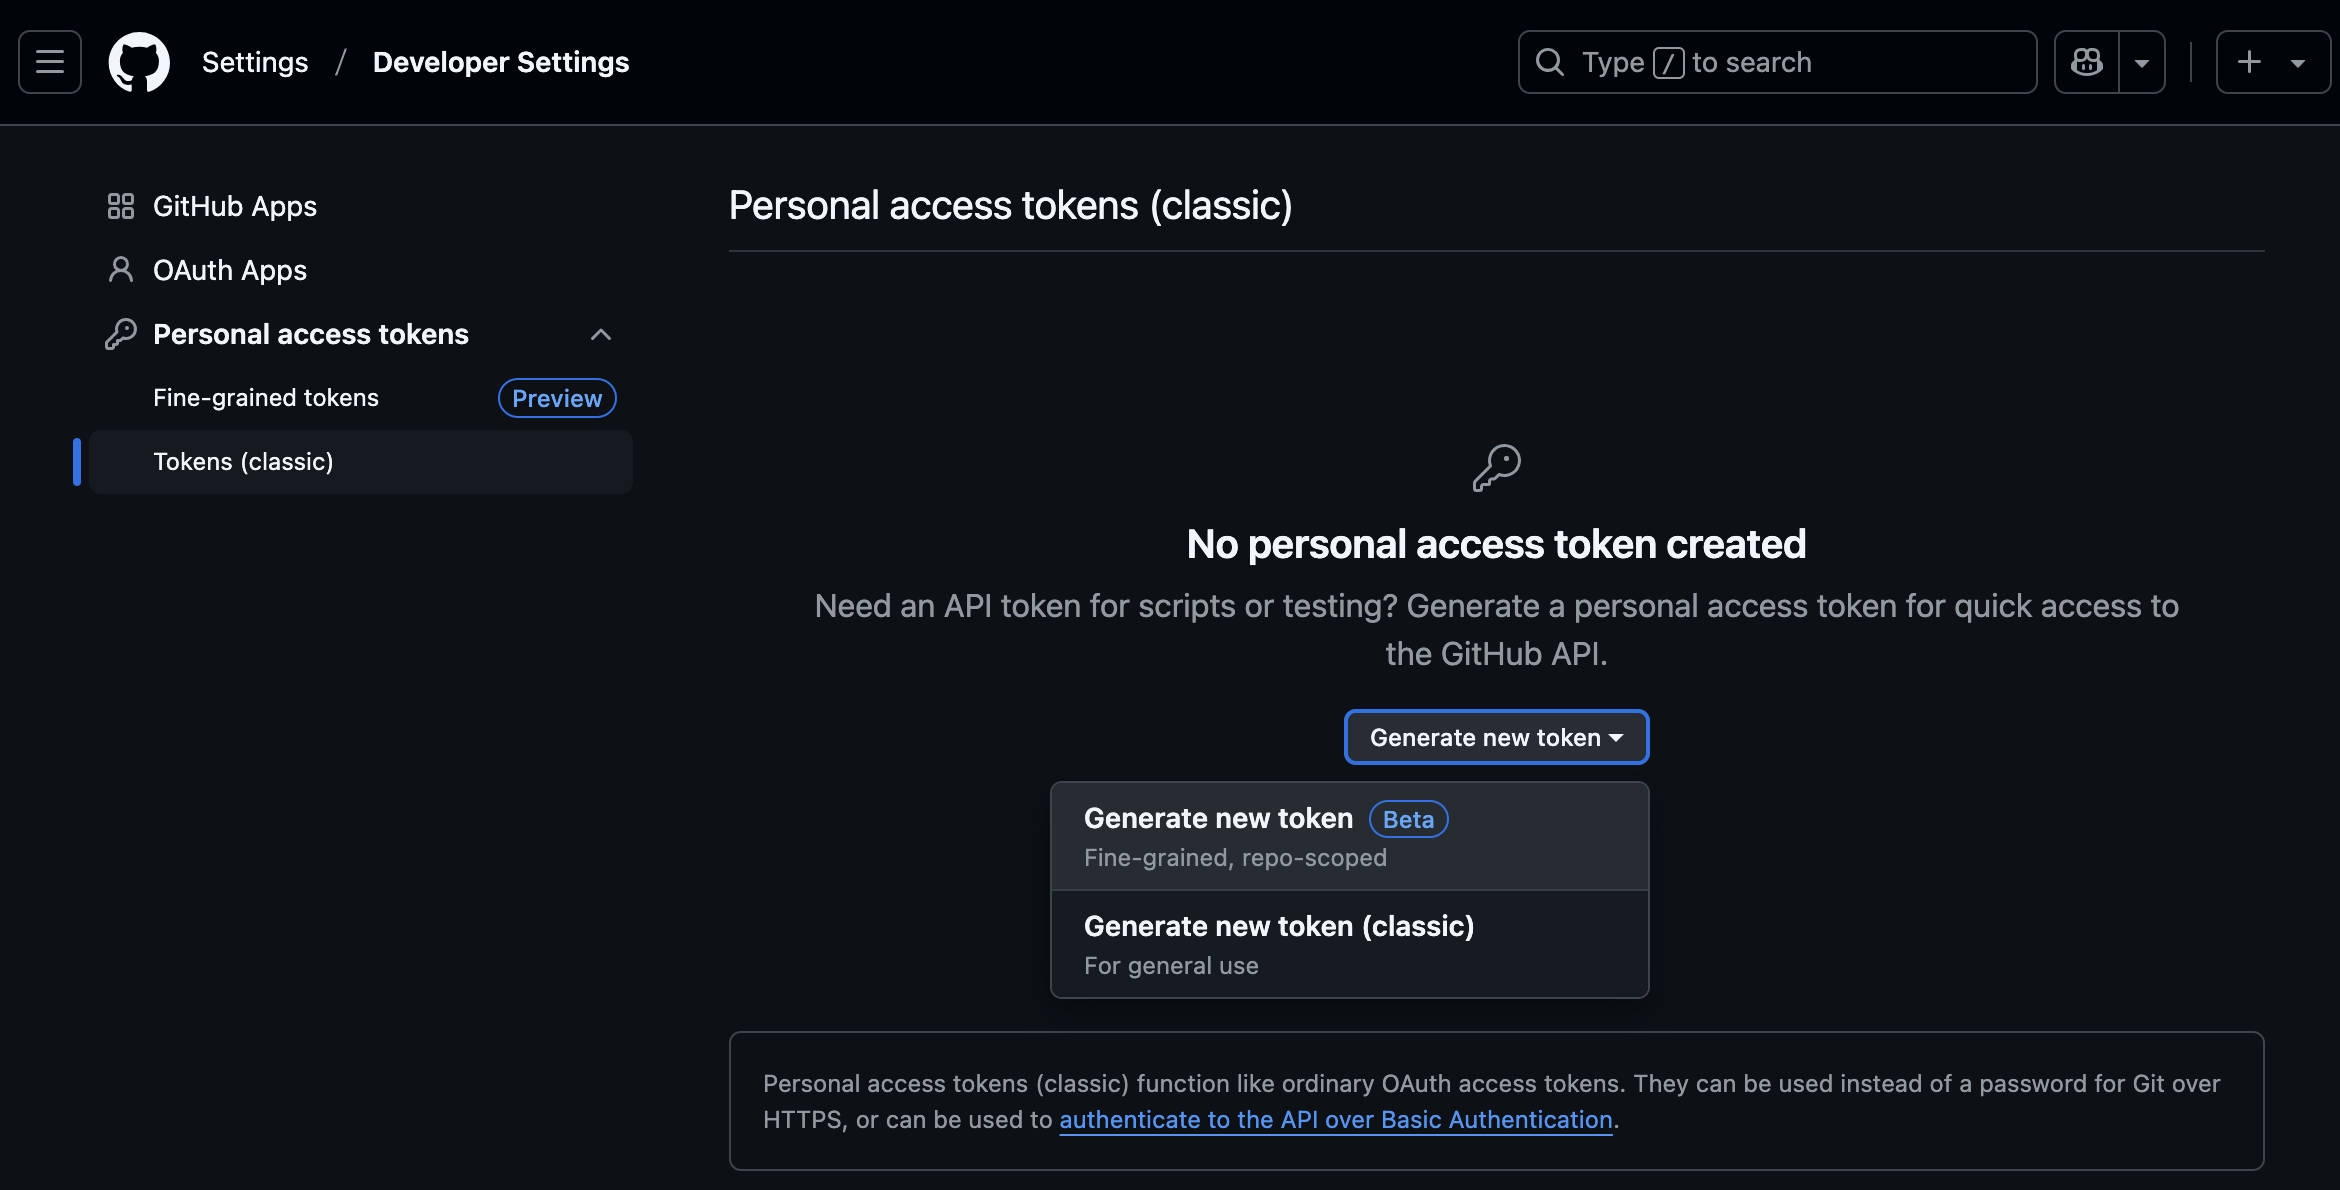 Settings / Developer Settings
Type / to search
GitHub Apps
OAuth Apps
Personal access tokens
Fine-grained tokens Preview
Tokens (classic)
Personal access tokens (classic)
No personal access token created
Need an API token for scripts or testing? Generate a personal access token for quick access to
the GitHub API.
Generate new token
Generate new token Beta
Fine-grained, repo-scoped
Generate new token (classic)
For general use
Personal access tokens (classic) function like ordinary OAuth access tokens. They can be used instead of a password for Git over
HTTPS, or can be used to authenticate to the API over Basic Authentication.